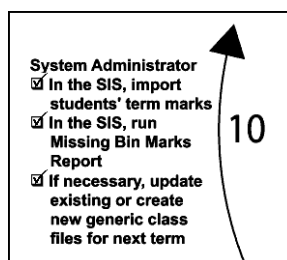 System Administrator
☑ In the SIS, import
students' term marks
☑ In the SIS, run
Missing Bin Marks
Report
☑ If necessary, update
existing or create
new generic class
files for next term
10